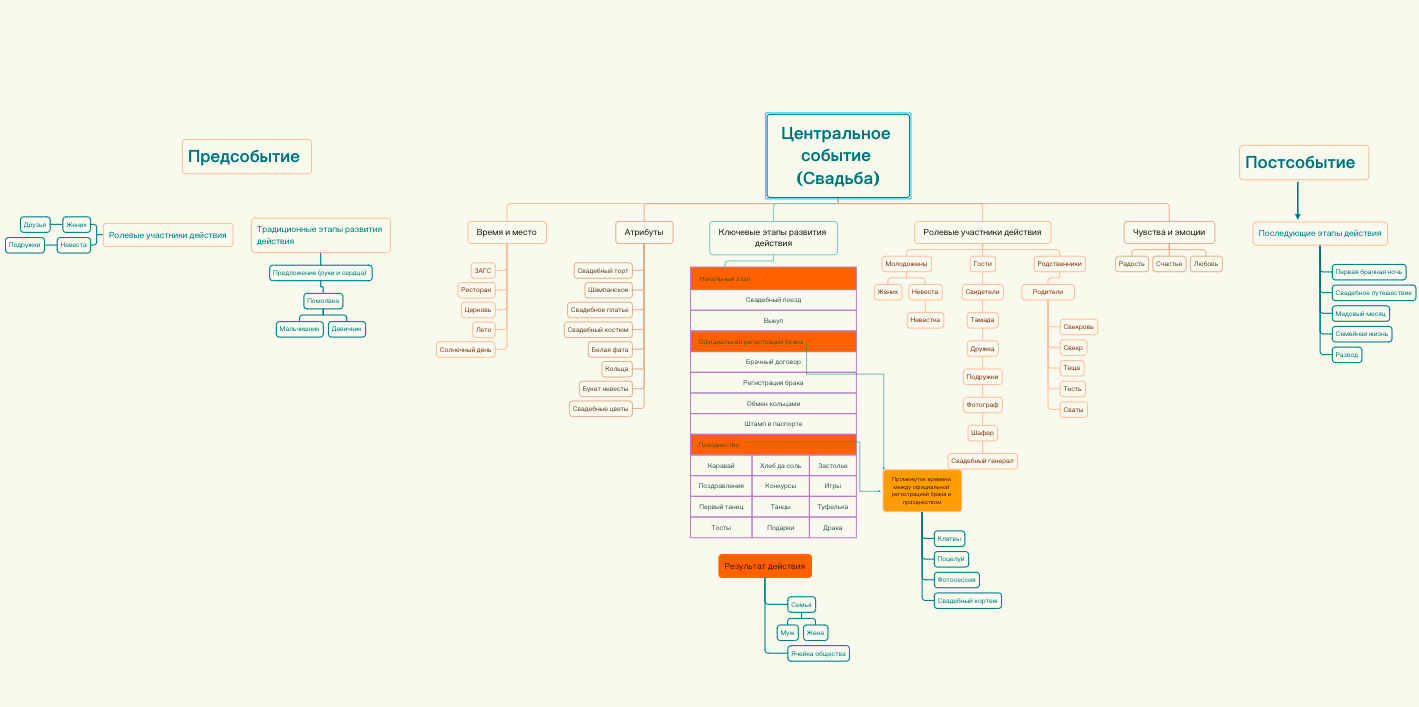 Предсобытие
Друзья
Жених
Подружки
Невеста
Ролевые участники действия
Традиционные этапы развития
действия
Предложение (руки и сердца)
Помолвка
Мальчишник
Девичник
Центральное
событие
(Свадьба)
Время и место
ЗАГС
Ресторан
Церковь
Лето
Солнечный день
Атрибуты
Свадебный торт
Шампанское
Свадебное платье
Свадебный костюм
Белая фата
Кольца
Букет невесты
Свадебные цветы
Ключевые этапы развития
действия
Начальный этап
Свадебный поезд
Выкуп
Официальная регистрация брака
Брачный договор
Регистрация брака
Обмен кольцами
Штамп в паспорте
Празднество
Каравай
Хлеб да соль
Застолье
Поздравления
Конкурсы
Игры
Первый танец
Танцы
Туфелька
Тосты
Подарки
Драка
Результат действия
Семья
Муж
Жена
Ячейка общества
Ролевые участники действия
Молодожены
Жених
Невеста
Невестка
Гости
Свидетели
Тамада
Дружка
Подружки
Фотограф
Шафер
Свадебный генерал
Родственники
Родители
Свекровь
Свекр
Теща
Тесть
Сваты
Промежуток времени
между официальной
регистрацией брака и
празднеством
Клятвы
Поцелуй
Фотосессия
Свадебный кортеж
Чувства и эмоции
Радость
Счастье
Любовь
Постсобытие
Последующие этапы действия
Первая брачная ночь
Свадебное путешествие
Медовый месяц
Семейная жизнь
Развод